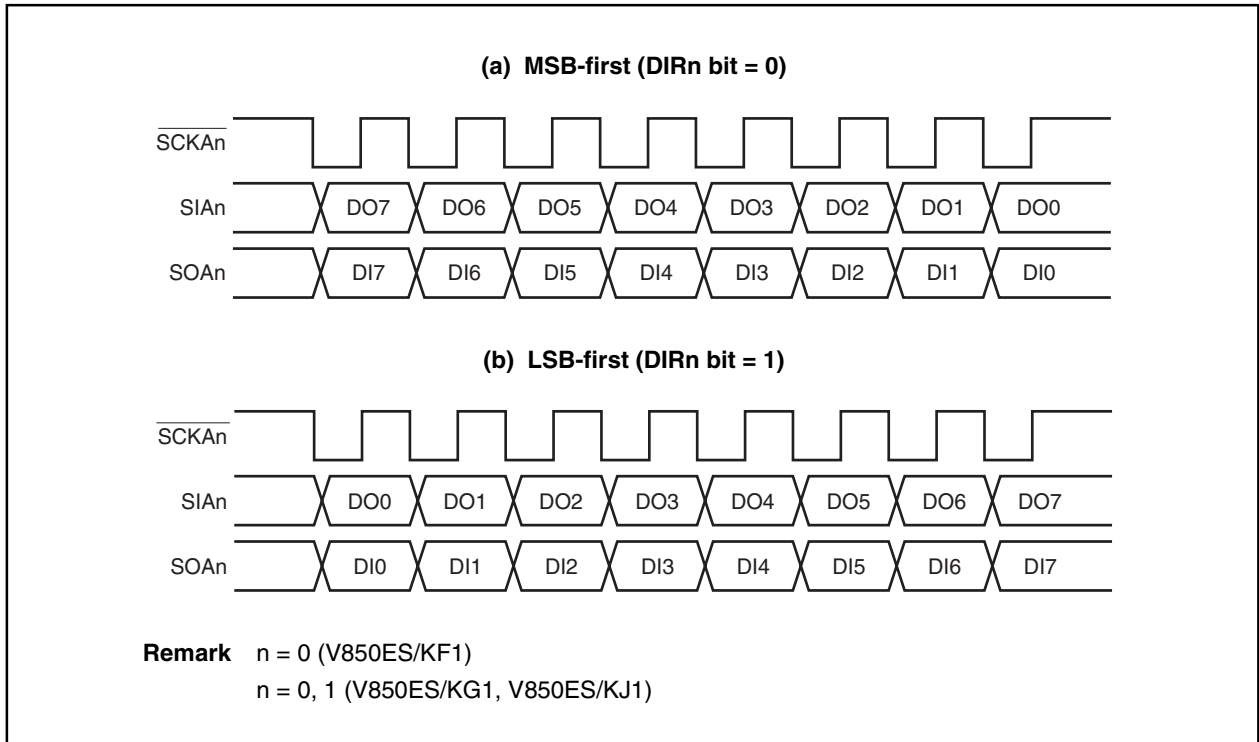 (a) MSB-first (DIRn bit = 0)
SCKAn
SIAn DO7 DO6 DO5 DO4 DO3 DO2 DO1 DO0
SOAn DI7 DI6 DI5 DI4 DI3 DI2 DI1 DI0
(b) LSB-first (DIRn bit = 1)
SCKAn
SIAn DO0 DO1 DO2 DO3 DO4 DO5 DO6 DO7
SOAn DI0 DI1 DI2 DI3 DI4 DI5 DI6 DI7
Remark n = 0 (V850ES/KF1)
n = 0, 1 (V850ES/KG1, V850ES/KJ1)